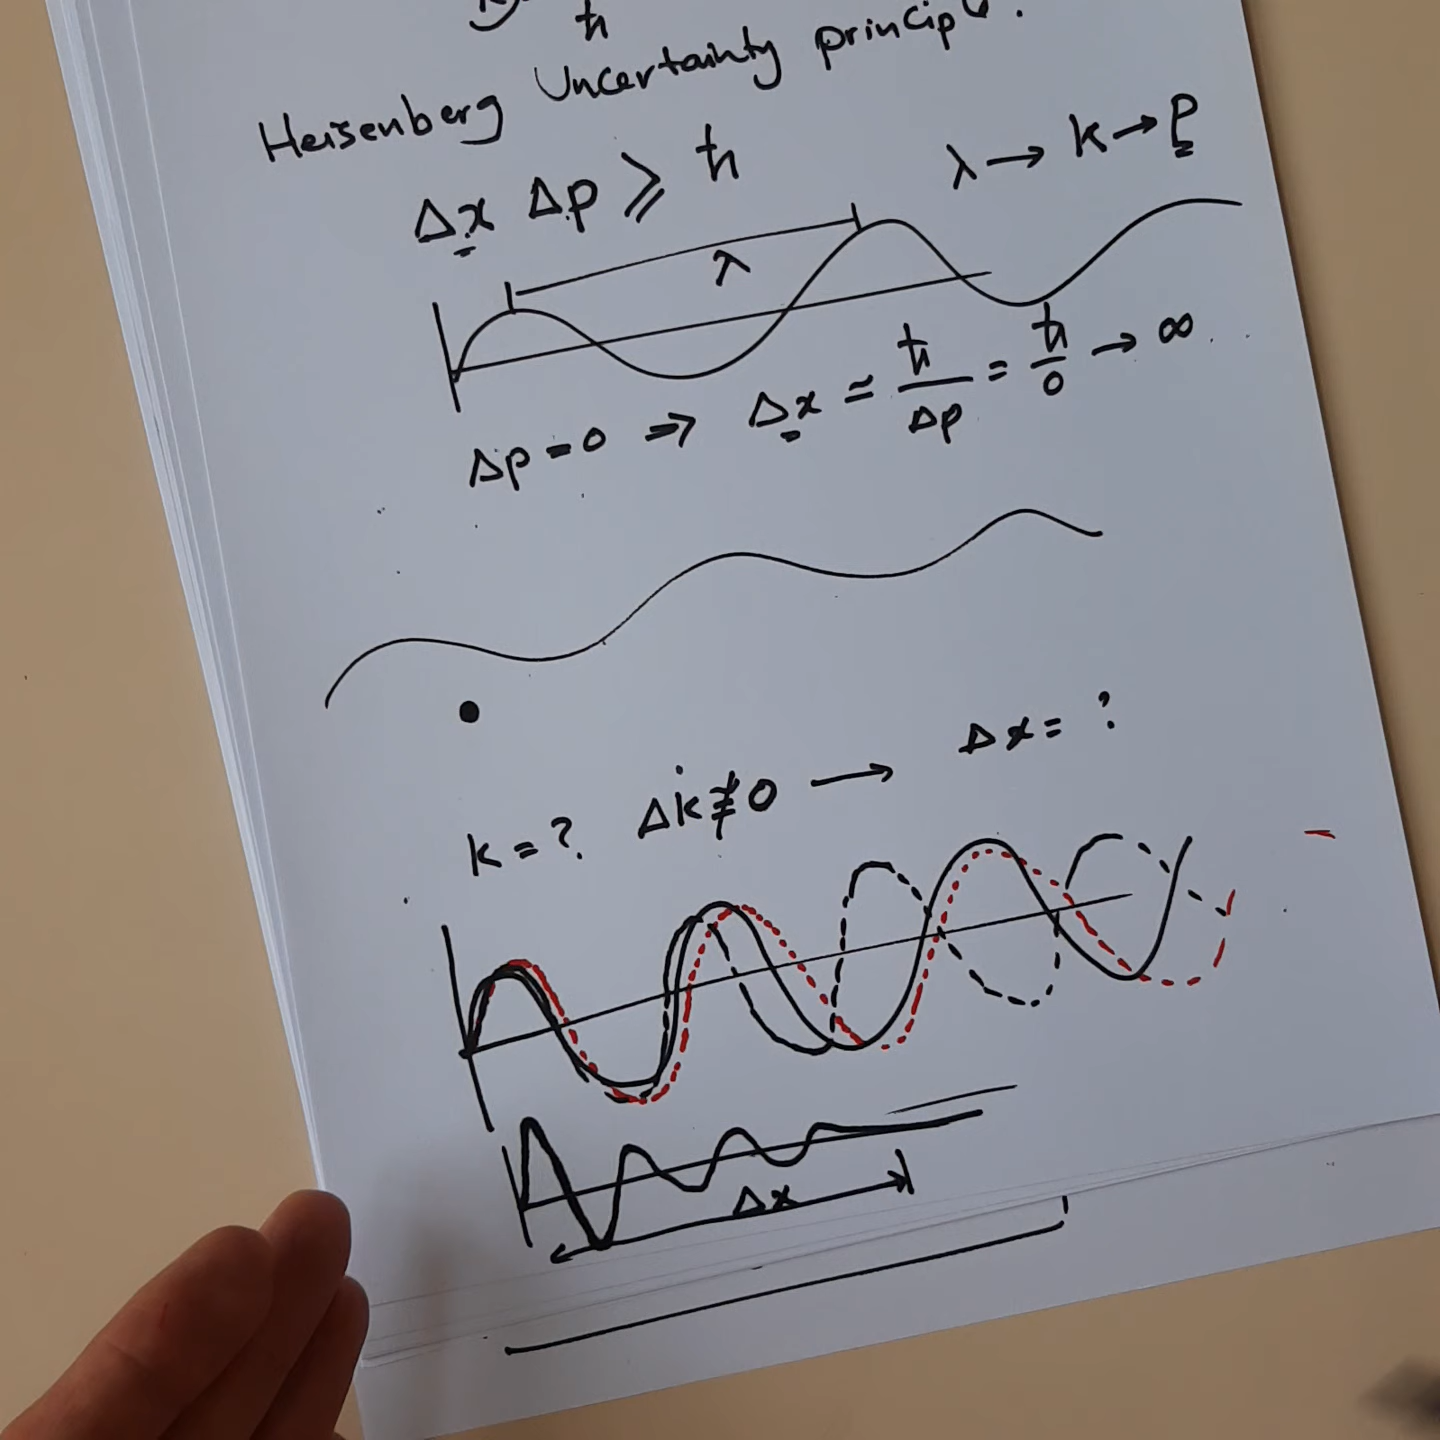 ħ
Heisenberg Uncertainty principle.
Δx Δp ⩾ ħ
λ → k → p
λ
Δp = 0 ⇒ Δx ≃ ħ/Δp = ħ/0 → ∞
k = ? Δk ≠ 0 → Δx = ?
Δx